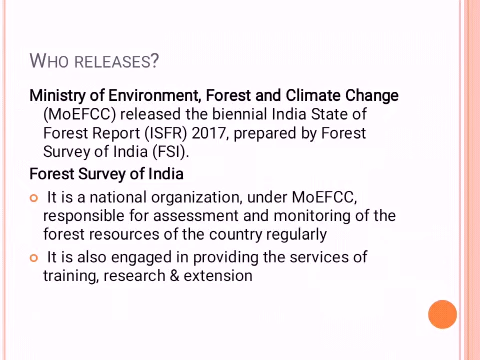 WHO RELEASES?
Ministry of Environment, Forest and Climate Change
(MoEFCC) released the biennial India State of
Forest Report (ISFR) 2017, prepared by Forest
Survey of India (FSI).
Forest Survey of India
It is a national organization, under MoEFCC,
responsible for assessment and monitoring of the
forest resources of the country regularly
It is also engaged in providing the services of
training, research & extension